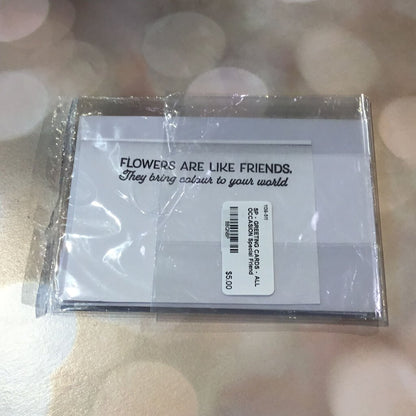 FLOWERS ARE LIKE FRIENDS.
They bring colour to your world
SP - GREETING CARDS - ALL
OCCASION Special Friend
$5.00